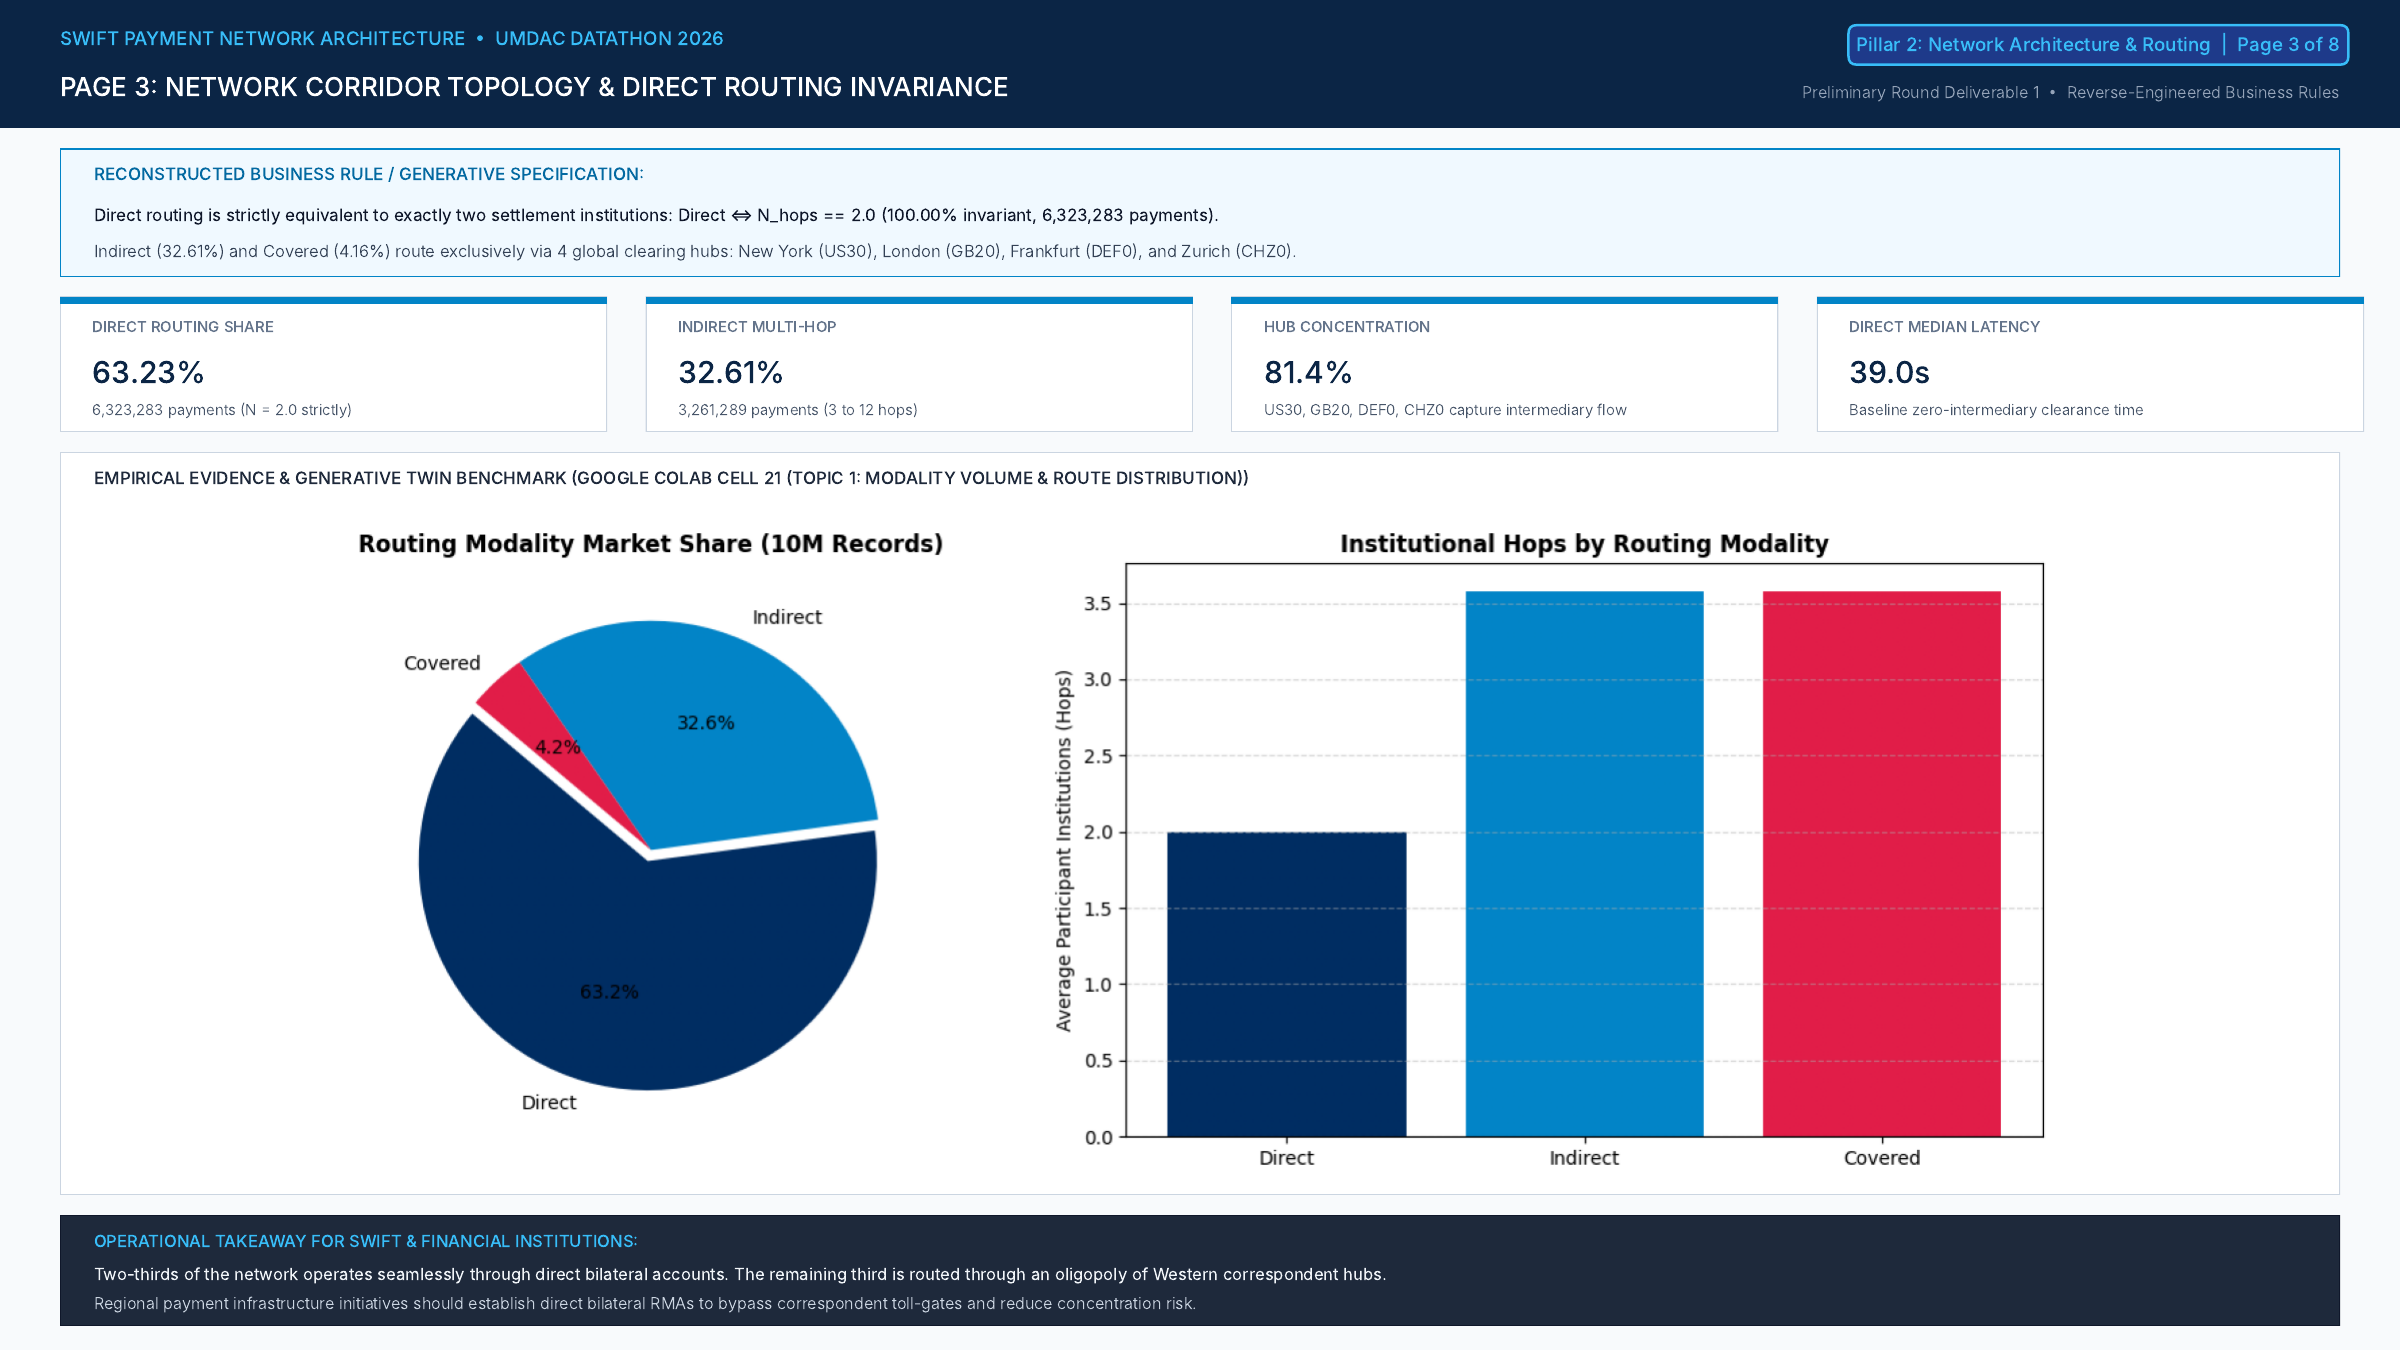 SWIFT PAYMENT NETWORK ARCHITECTURE • UMDAC DATATHON 2026
Pillar 2: Network Architecture & Routing | Page 3 of 8
PAGE 3: NETWORK CORRIDOR TOPOLOGY & DIRECT ROUTING INVARIANCE
Preliminary Round Deliverable 1 • Reverse-Engineered Business Rules
RECONSTRUCTED BUSINESS RULE / GENERATIVE SPECIFICATION:
Direct routing is strictly equivalent to exactly two settlement institutions: Direct ⇔ N_hops == 2.0 (100.00% invariant, 6,323,283 payments).
Indirect (32.61%) and Covered (4.16%) route exclusively via 4 global clearing hubs: New York (US30), London (GB20), Frankfurt (DEF0), and Zurich (CHZ0).
DIRECT ROUTING SHARE
63.23%
6,323,283 payments (N = 2.0 strictly)
INDIRECT MULTI-HOP
32.61%
3,261,289 payments (3 to 12 hops)
HUB CONCENTRATION
81.4%
US30, GB20, DEF0, CHZ0 capture intermediary flow
DIRECT MEDIAN LATENCY
39.0s
Baseline zero-intermediary clearance time
EMPIRICAL EVIDENCE & GENERATIVE TWIN BENCHMARK (GOOGLE COLAB CELL 21 (TOPIC 1: MODALITY VOLUME & ROUTE DISTRIBUTION))
Routing Modality Market Share (10M Records)
Indirect
Covered
32.6%
4.2%
63.2%
Direct
Institutional Hops by Routing Modality
Average Participant Institutions (Hops)
3.5
3.0
2.5
2.0
1.5
1.0
0.5
0.0
Direct
Indirect
Covered
OPERATIONAL TAKEAWAY FOR SWIFT & FINANCIAL INSTITUTIONS:
Two-thirds of the network operates seamlessly through direct bilateral accounts. The remaining third is routed through an oligopoly of Western correspondent hubs.
Regional payment infrastructure initiatives should establish direct bilateral RMAs to bypass correspondent toll-gates and reduce concentration risk.